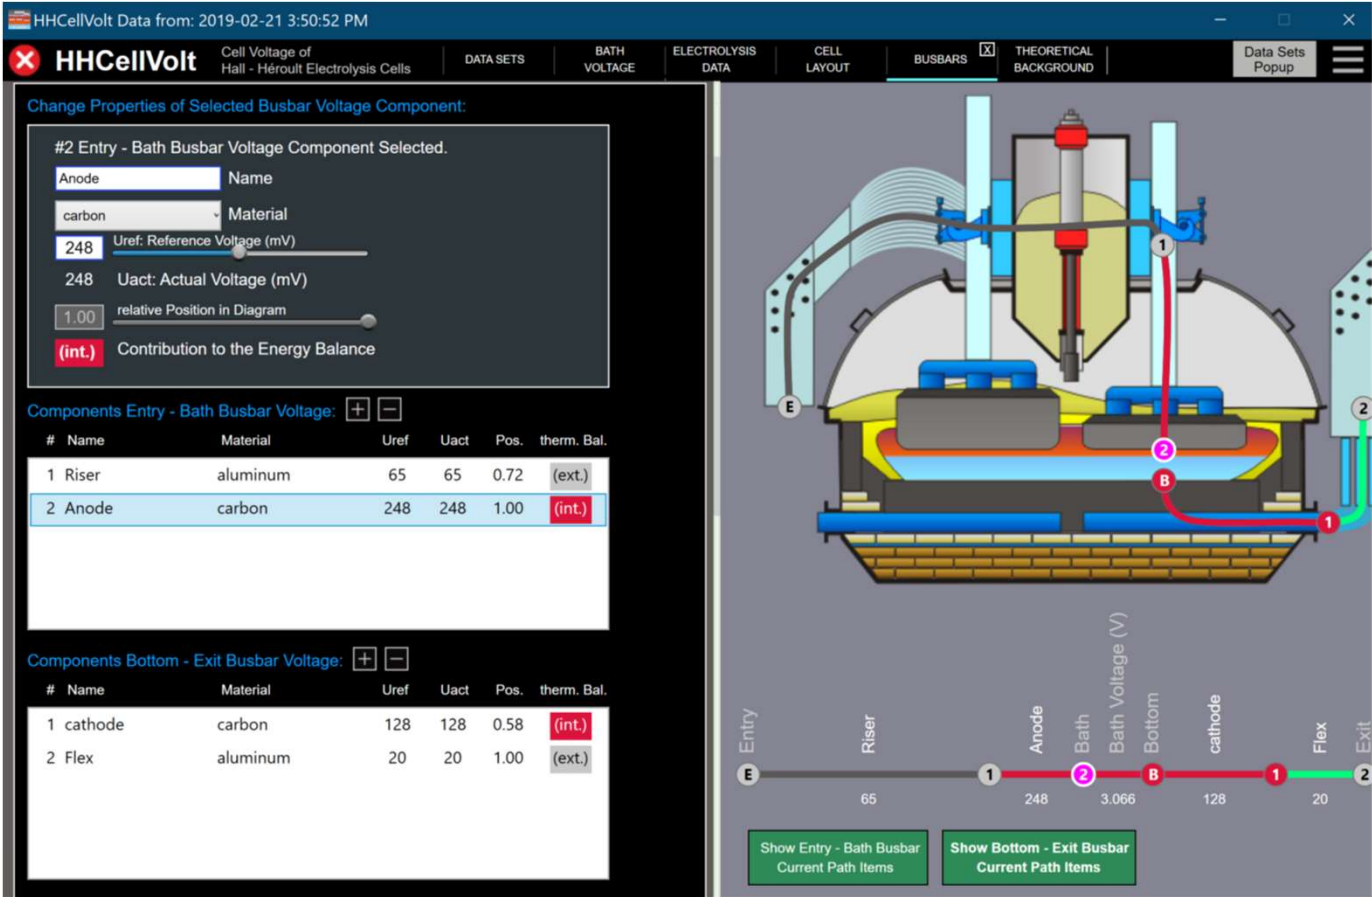 HHCellVolt Data from: 2019-02-21 3:50:52 PM
HHCellVolt
Cell Voltage of
Hall - Héroult Electrolysis Cells
DATA SETS
BATH
VOLTAGE
ELECTROLYSIS
DATA
CELL
LAYOUT
BUSBARS
X
THEORETICAL
BACKGROUND
Data Sets
Popup
Change Properties of Selected Busbar Voltage Component:
#2 Entry - Bath Busbar Voltage Component Selected.
Anode Name
carbon Material
248 Uref: Reference Voltage (mV)
248 Uact: Actual Voltage (mV)
1.00 relative Position in Diagram
(int.) Contribution to the Energy Balance
Components Entry - Bath Busbar Voltage: + −
# Name Material Uref Uact Pos. therm. Bal.
1 Riser aluminum 65 65 0.72 (ext.)
2 Anode carbon 248 248 1.00 (int.)
Components Bottom - Exit Busbar Voltage: + −
# Name Material Uref Uact Pos. therm. Bal.
1 cathode carbon 128 128 0.58 (int.)
2 Flex aluminum 20 20 1.00 (ext.)
1
E
2
2
B
1
Entry
Riser
Anode
Bath
Bath Voltage (V)
Bottom
cathode
Flex
Exit
E 1 2 B 1 2
65 248 3.066 128 20
Show Entry - Bath Busbar
Current Path Items
Show Bottom - Exit Busbar
Current Path Items